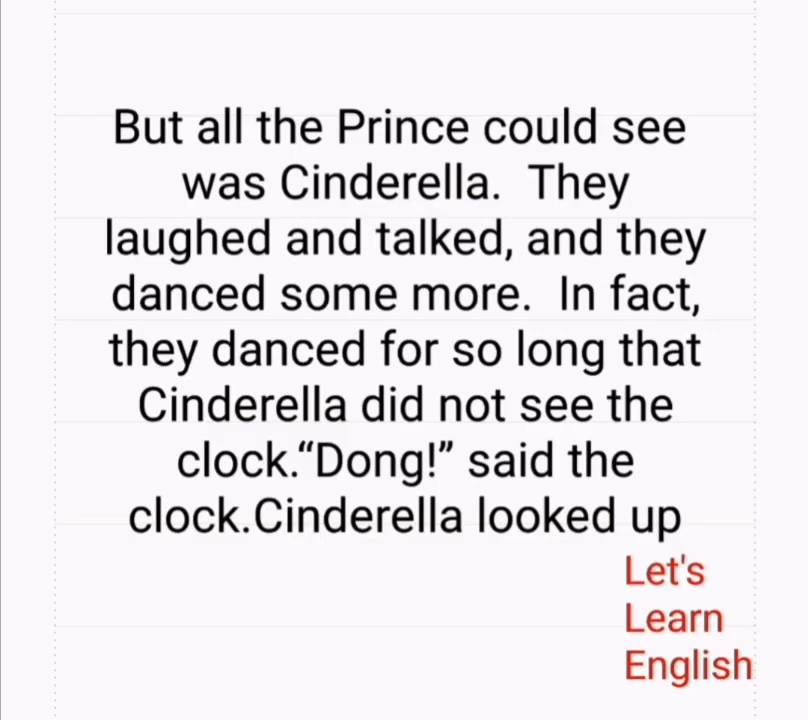 But all the Prince could see
was Cinderella.  They
laughed and talked, and they
danced some more.  In fact,
they danced for so long that
Cinderella did not see the
clock.“Dong!” said the
clock.Cinderella looked up
Let's
Learn
English